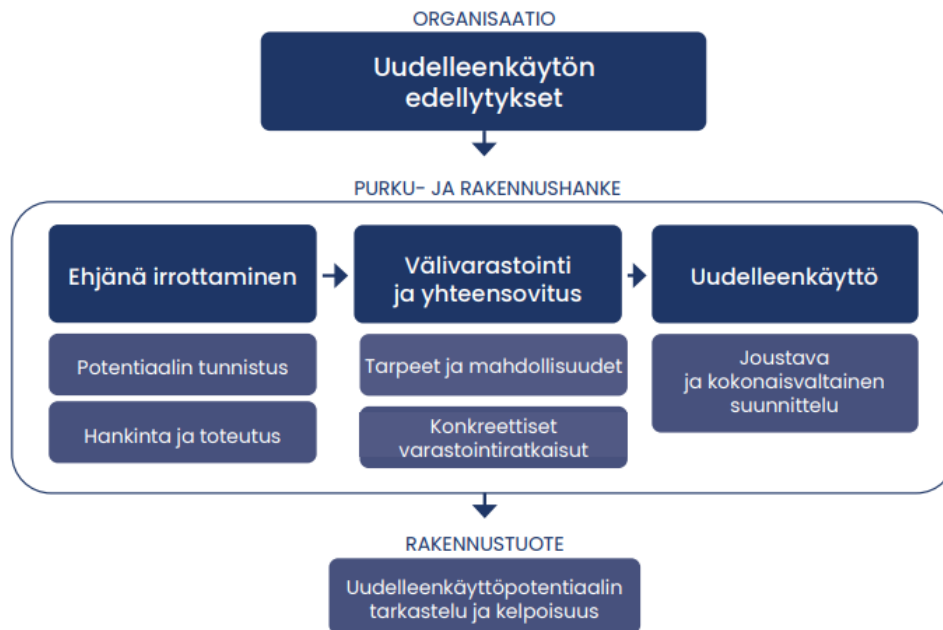 ORGANISAATIO
Uudelleenkäytön
edellytykset
PURKU- JA RAKENNUSHANKE
Ehjänä irrottaminen
Potentiaalin tunnistus
Hankinta ja toteutus
Välivarastointi
ja yhteensovitus
Tarpeet ja mahdollisuudet
Konkreettiset
varastointiratkaisut
Uudelleenkäyttö
Joustava
ja kokonaisvaltainen
suunnittelu
RAKENNUSTUOTE
Uudelleenkäyttöpotentiaalin
tarkastelu ja kelpoisuus